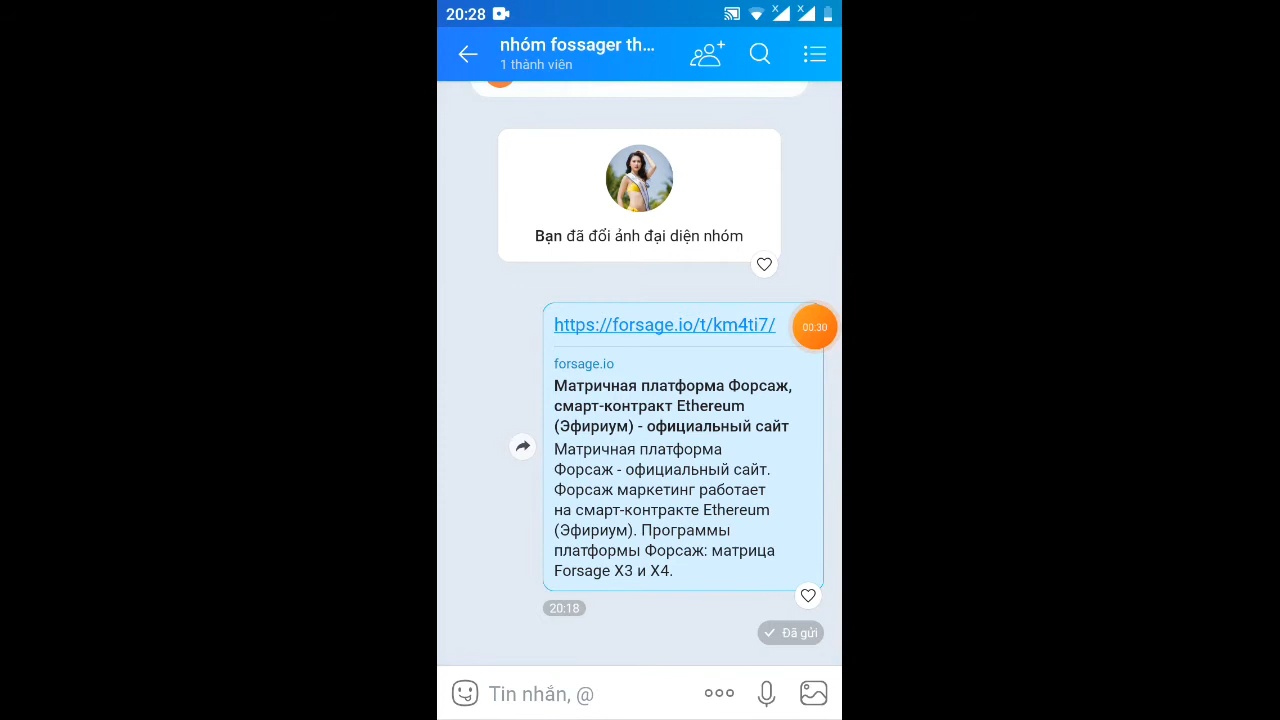 20:28
nhóm fossager th...
1 thành viên
Bạn đã đổi ảnh đại diện nhóm
https://forsage.io/t/km4ti7/
00:30
forsage.io
Матричная платформа Форсаж,
смарт-контракт Ethereum
(Эфириум) - официальный сайт
Матричная платформа
Форсаж - официальный сайт.
Форсаж маркетинг работает
на смарт-контракте Ethereum
(Эфириум). Программы
платформы Форсаж: матрица
Forsage X3 и X4.
20:18
Đã gửi
Tin nhắn, @